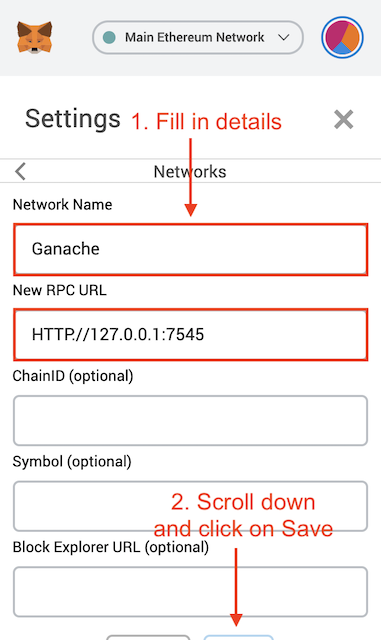 Main Ethereum Network
Settings
1. Fill in details
Networks
Network Name
Ganache
New RPC URL
HTTP://127.0.0.1:7545
ChainID (optional)
Symbol (optional)
2. Scroll down
and click on Save
Block Explorer URL (optional)